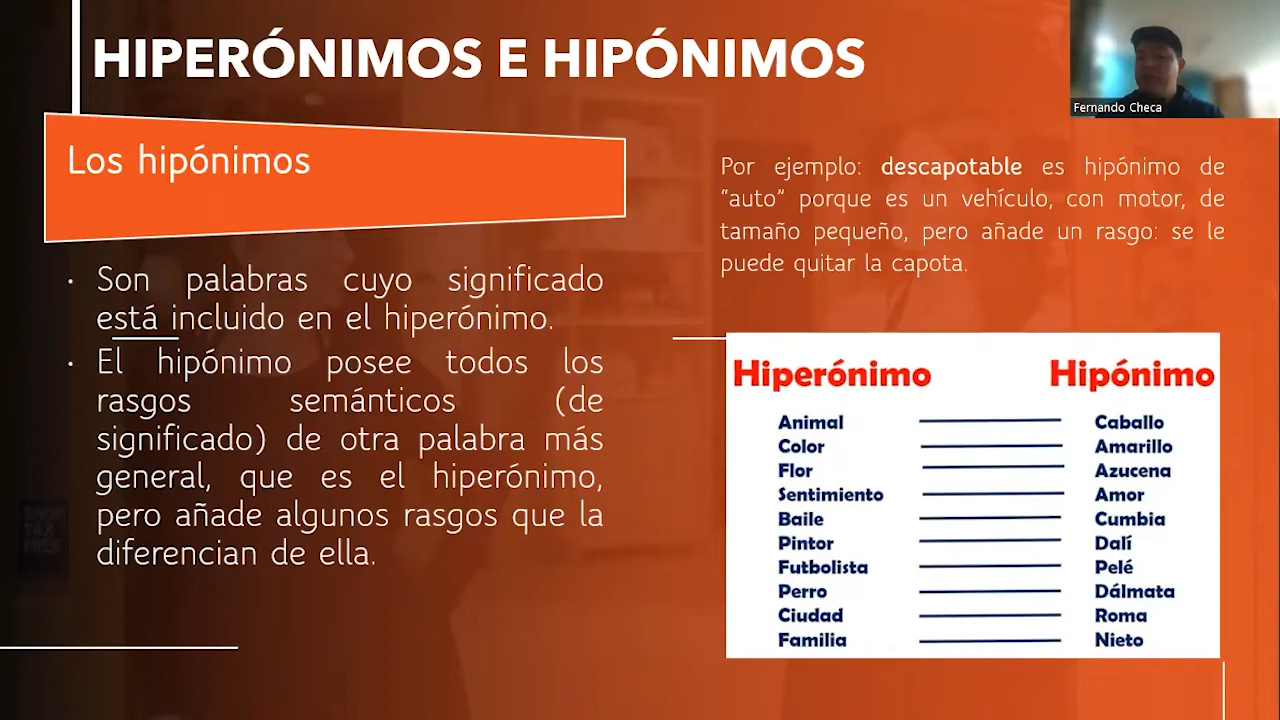 HIPERÓNIMOS E HIPÓNIMOS
Fernando Checa
Los hipónimos
Son palabras cuyo significado
está incluido en el hiperónimo.
El hipónimo posee todos los
rasgos semánticos (de
significado) de otra palabra más
general, que es el hiperónimo,
pero añade algunos rasgos que la
diferencian de ella.
SHOP
TAX
FREE
Por ejemplo: descapotable es hipónimo de
“auto” porque es un vehículo, con motor, de
tamaño pequeño, pero añade un rasgo: se le
puede quitar la capota.
Hiperónimo Hipónimo
Animal Caballo
Color Amarillo
Flor Azucena
Sentimiento Amor
Baile Cumbia
Pintor Dalí
Futbolista Pelé
Perro Dálmata
Ciudad Roma
Familia Nieto